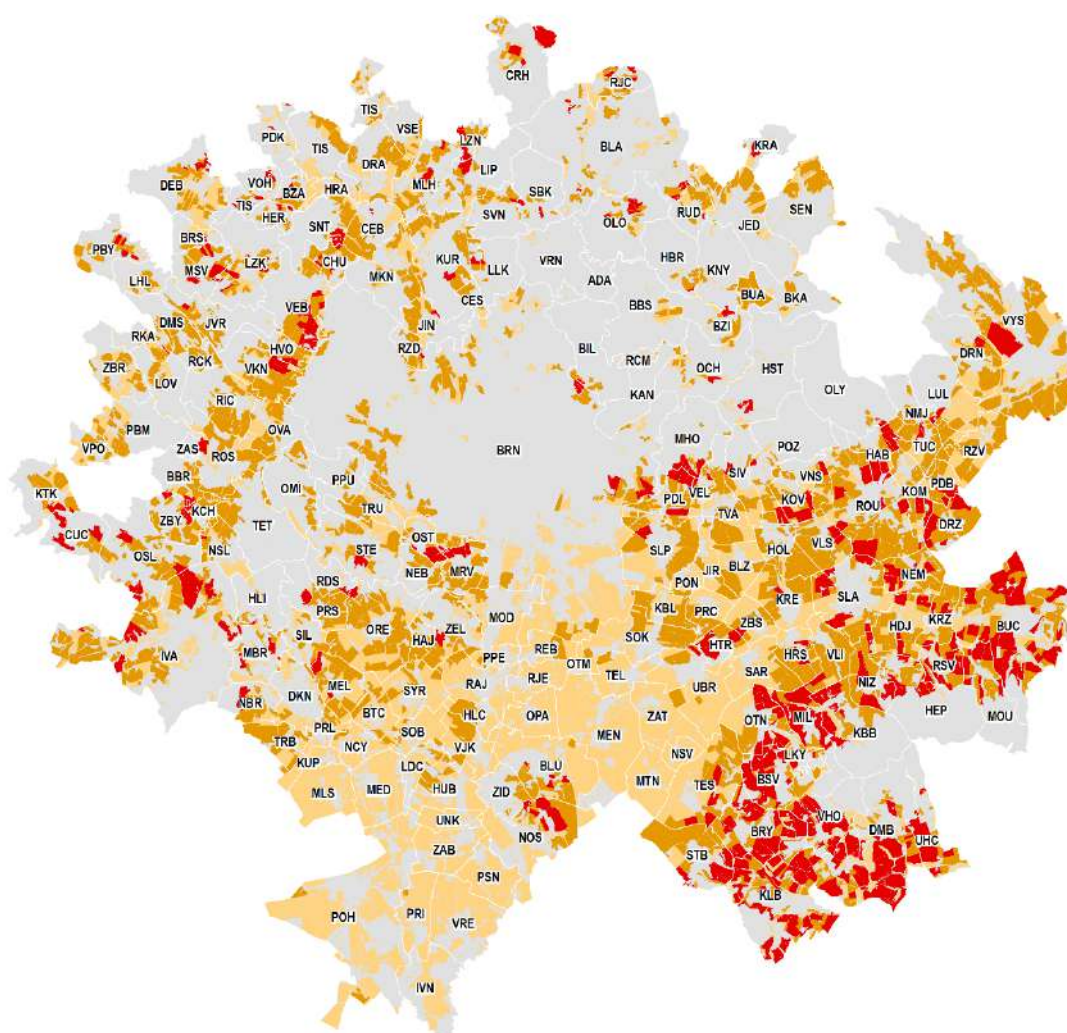 CRH
RJC
TIS
VSE
PDK
TIS
LZN
BLA
KRA
DRA
LIP
DEB
VOH
BZA
HRA
MLH
SBK
TIS
HER
SVN
OLO
RUD
JED
SEN
SNT
CEB
BRS
PBY
MSV
LZK
CHU
KUR
LLK
VRN
HBR
KNY
MKN
ADA
LHL
CES
BBS
BUA
BKA
VEB
DMS
JVR
JIN
BZI
VYS
RKA
HVO
RZD
BIL
DRN
ZBR
RCK
VKN
RCM
OCH
HST
LOV
KAN
OLY
LUL
RIC
NMJ
VPO
PBM
OVA
MHO
POZ
TUC
ZAS
ROS
BRN
HAB
RZV
BBR
PPU
SIV
VNS
KTK
OMI
PDL
VEL
KOV
ROU
KOM
PDB
ZBY
KCH
TRU
TVA
DRZ
CUC
TET
OST
VLS
OSL
NSL
STE
SLP
HOL
NEB
MRV
JIR
BLZ
NEM
RDS
PON
HLI
KRE
SLA
PRS
KBL
PRC
KRZ
ORE
HAJ
ZEL
MOD
ZBS
HDJ
BUC
SIL
SOK
HTR
IVA
MBR
PPE
REB
OTM
HRS
VLI
RSV
TEL
SAR
NIZ
DKN
MEL
SYR
RAJ
RJE
UBR
NBR
HEP
MOU
BTC
HLC
OPA
ZAT
OTN
MIL
PRL
SOB
MEN
KBB
TRB
NCY
VJK
NSV
LKY
KUP
LDC
BLU
MTN
BSV
MLS
MED
HUB
ZID
TES
UNK
VHO
NOS
BRY
DMB
UHC
ZAB
STB
PSN
KLB
POH
PRI
VRE
IVN